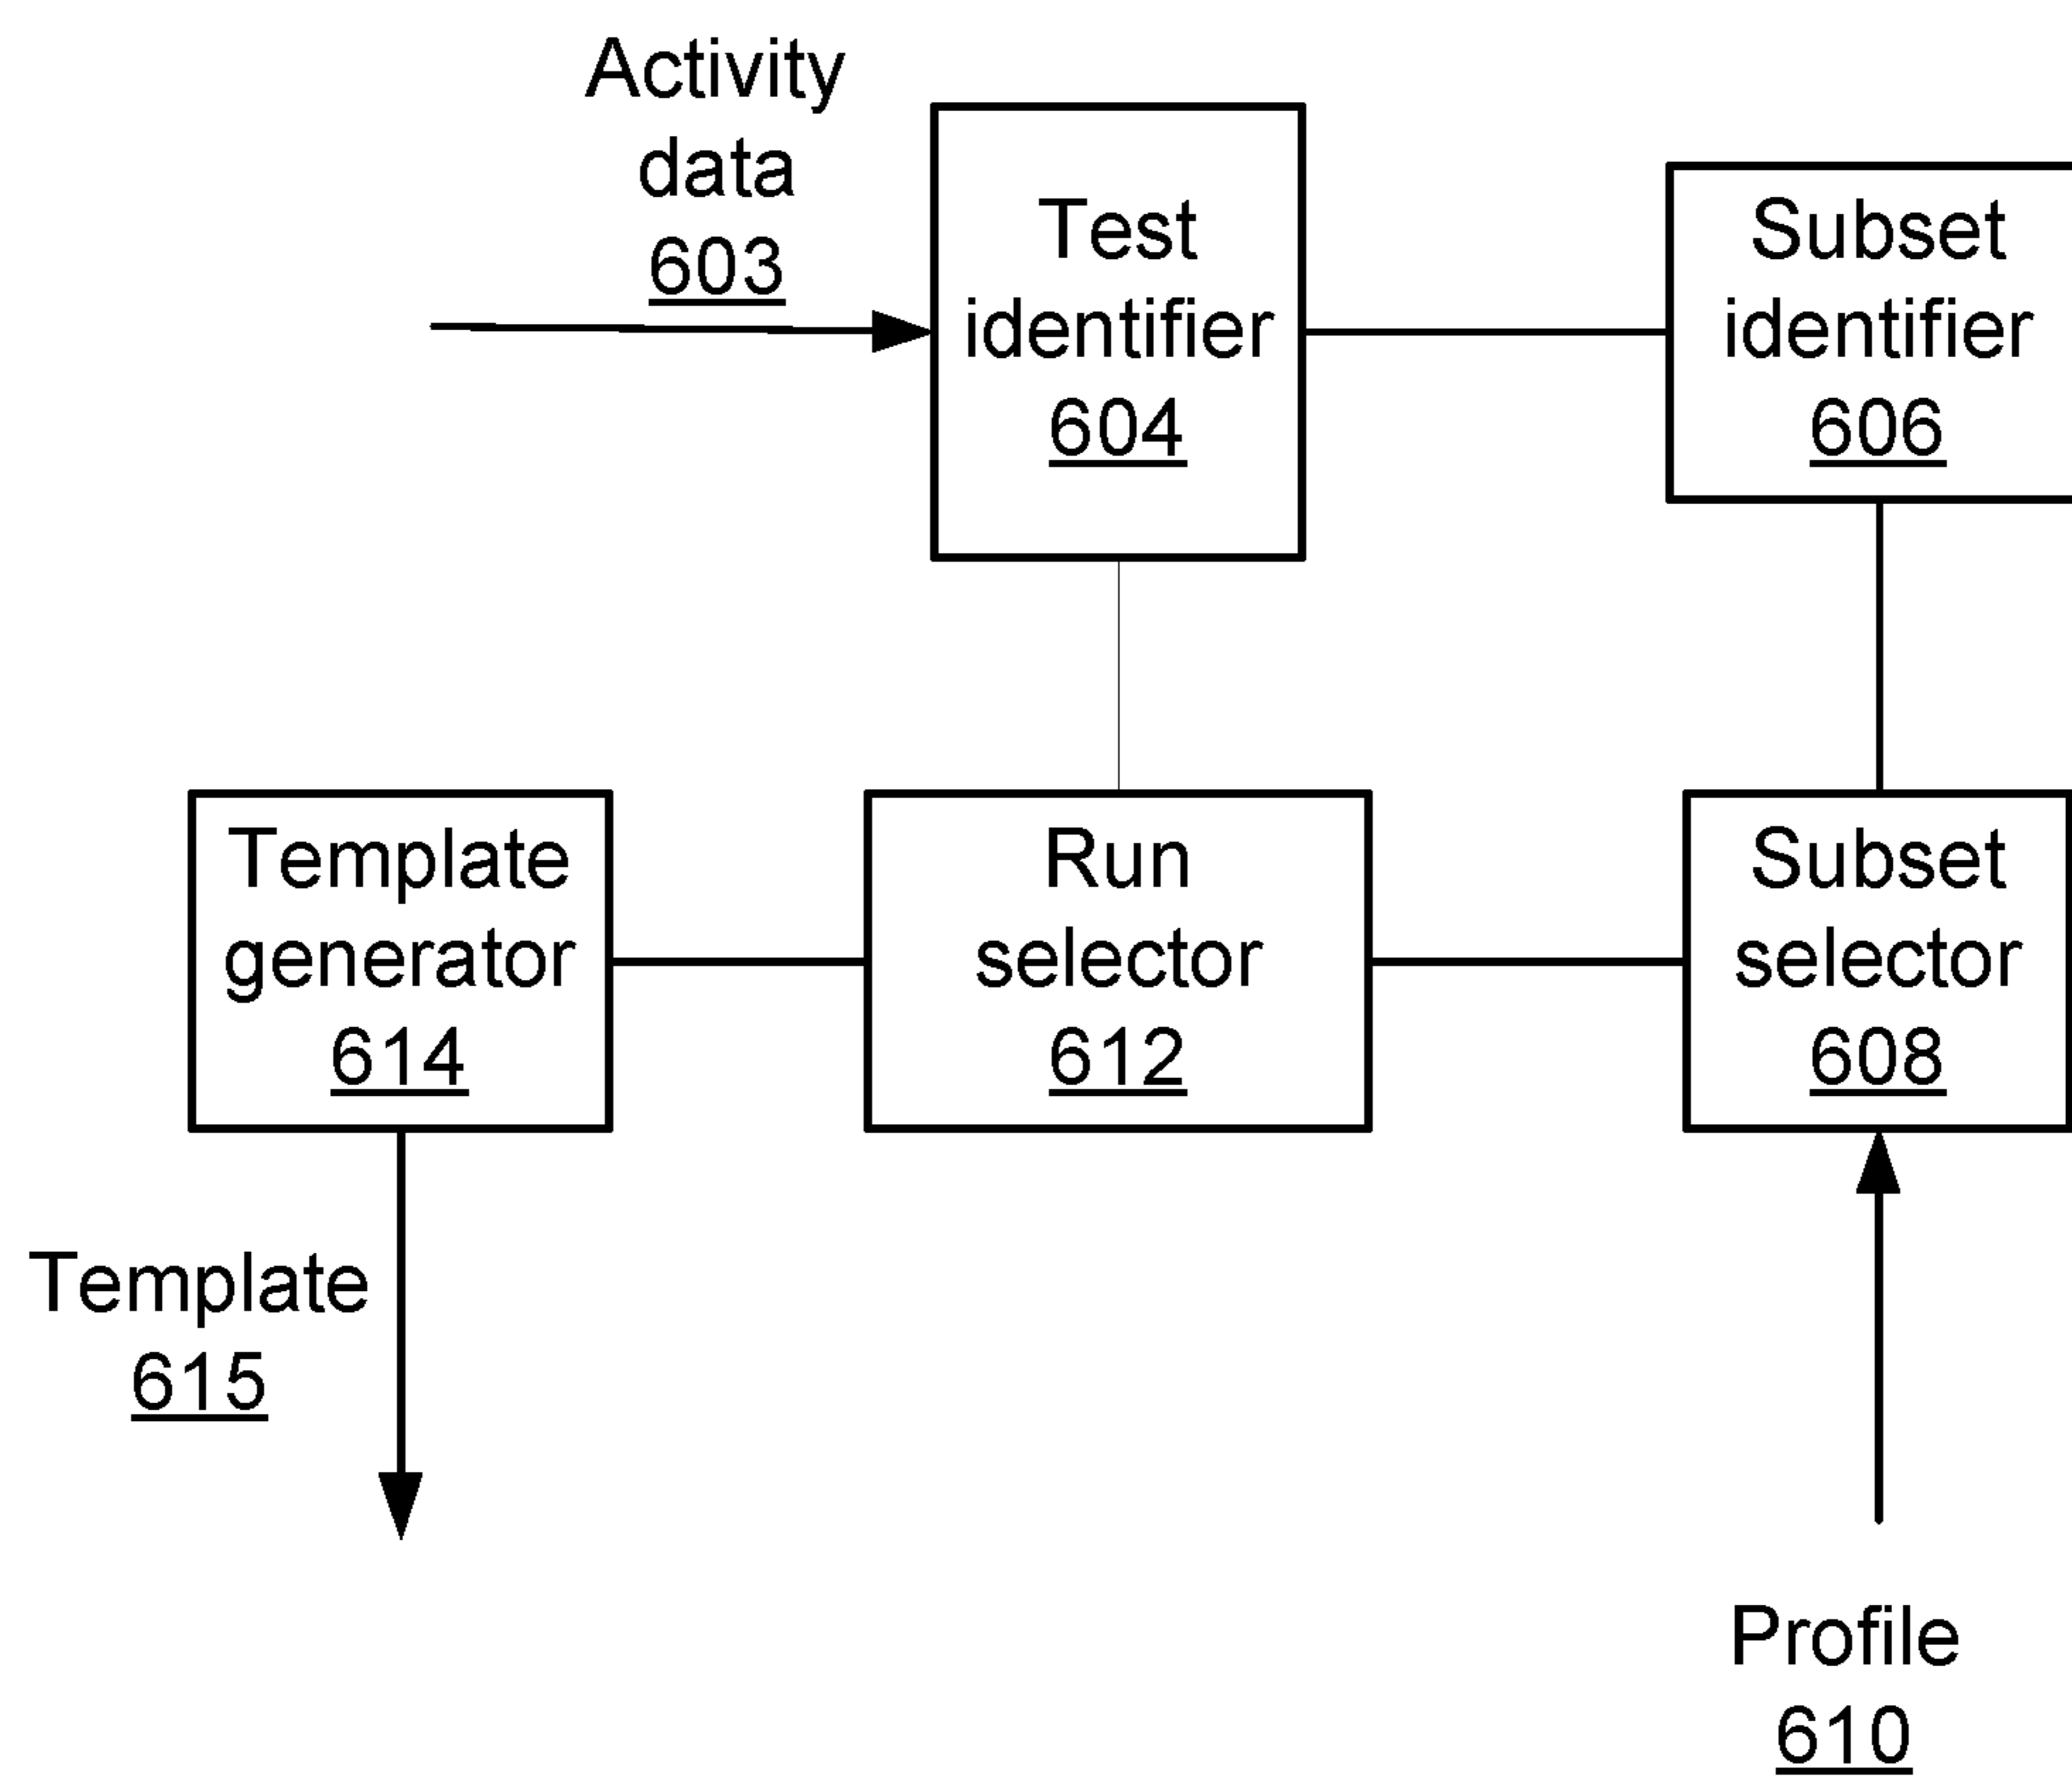 Activity
data
603
Test
identifier
604
Subset
identifier
606
Template
generator
614
Run
selector
612
Subset
selector
608
Template
615
Profile
610